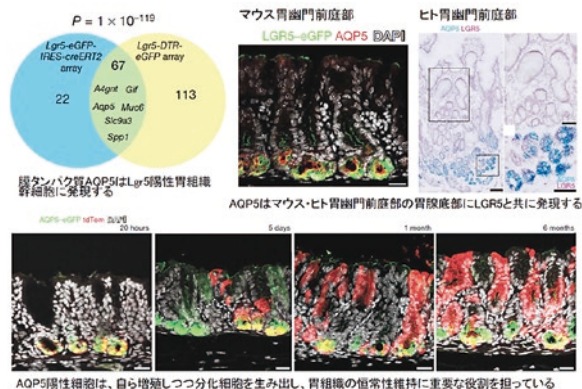 P = 1 × 10⁻¹¹⁹
Lgr5-eGFP-
IRES-creERT2
array
Lgr5-DTR-
eGFP array
67
22
113
A4gnt Gif
Aqp5 Muc6
Slc9a3
Spp1
膜タンパク質AQP5はLgr5陽性胃組織
幹細胞に発現する
マウス胃幽門前庭部
LGR5-eGFP AQP5 DAPI
ヒト胃幽門前庭部
AQP5 LGR5
LGR5
AQP5はマウス・ヒト胃幽門前庭部の胃腺底部にLGR5と共に発現する
AQP5-eGFP tdTom DAPI
20 hours
5 days
1 month
6 months
AQP5陽性細胞は、自ら増殖しつつ分化細胞を生み出し、胃組織の恒常性維持に重要な役割を担っている